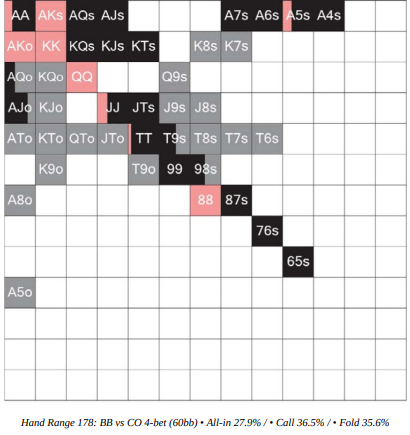 AA AKs AQs AJs A7s A6s A5s A4s
AKo KK KQs KJs KTs K8s K7s
AQo KQo QQ Q9s
AJo KJo JJ JTs J9s J8s
ATo KTo QTo JTo TT T9s T8s T7s T6s
K9o T9o 99 98s
A8o 88 87s
76s
65s
A5o
Hand Range 178: BB vs CO 4-bet (60bb) • All-in 27.9% / • Call 36.5% / • Fold 35.6%